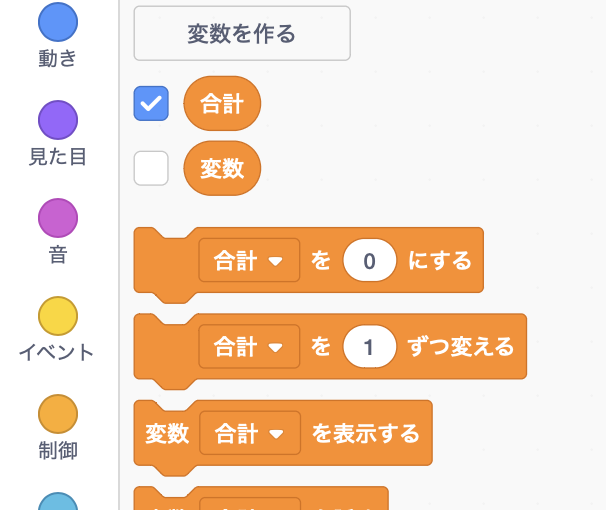 変数を作る
動き
合計
見た目
変数
音
合計 を 0 にする
イベント
合計 を 1 ずつ変える
制御
変数 合計 を表示する